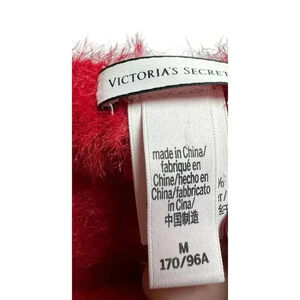 VICTORIA'S SECRET
made in China/
fabriqué en
Chine/hecho en
China/fabbricato
in Cina/
中国制造
M
170/96A